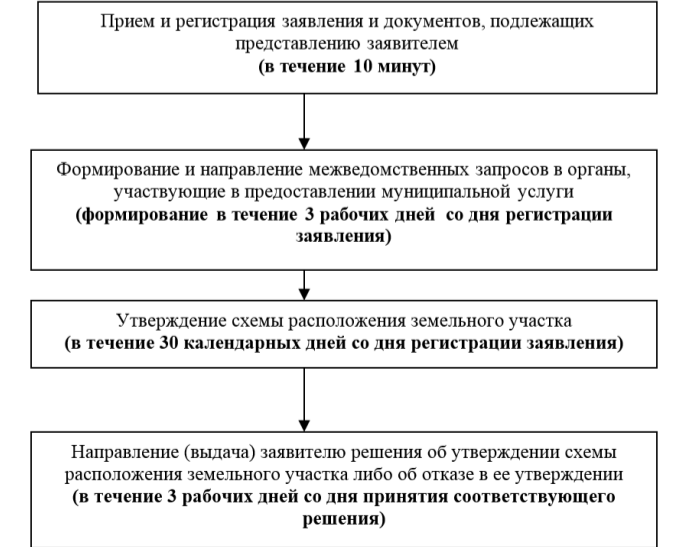 Прием и регистрация заявления и документов, подлежащих
представлению заявителем
(в течение 10 минут)
Формирование и направление межведомственных запросов в органы,
участвующие в предоставлении муниципальной услуги
(формирование в течение 3 рабочих дней со дня регистрации
заявления)
Утверждение схемы расположения земельного участка
(в течение 30 календарных дней со дня регистрации заявления)
Направление (выдача) заявителю решения об утверждении схемы
расположения земельного участка либо об отказе в ее утверждении
(в течение 3 рабочих дней со дня принятия соответствующего
решения)